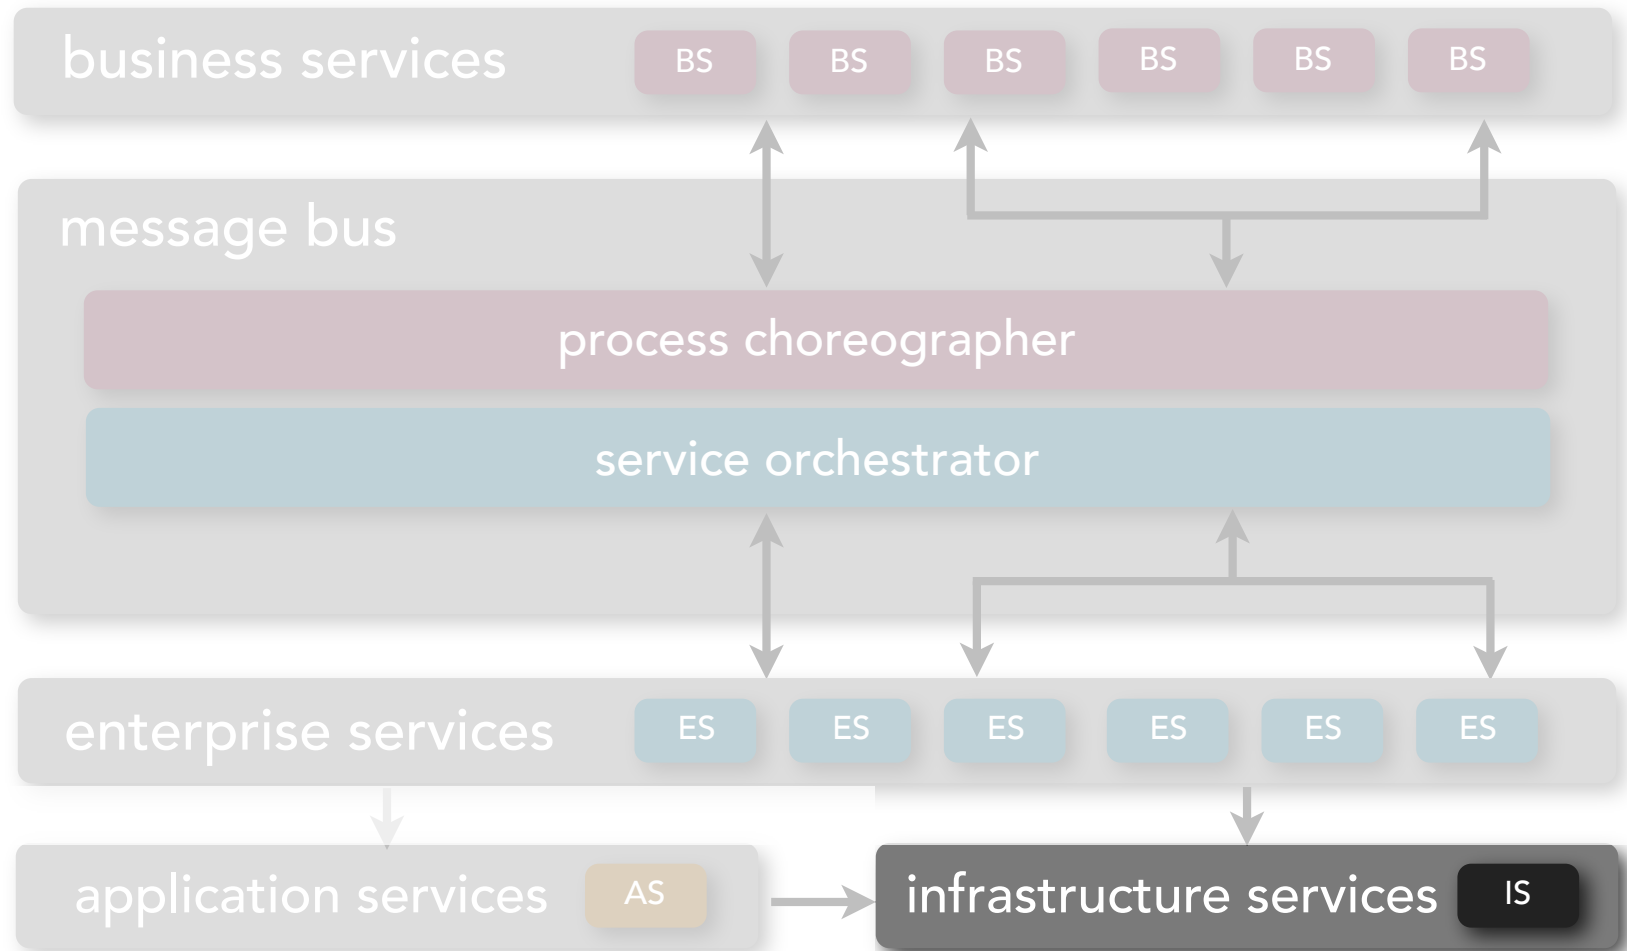 business services BS BS BS BS BS BS
message bus
process choreographer
service orchestrator
enterprise services ES ES ES ES ES ES
application services AS infrastructure services IS